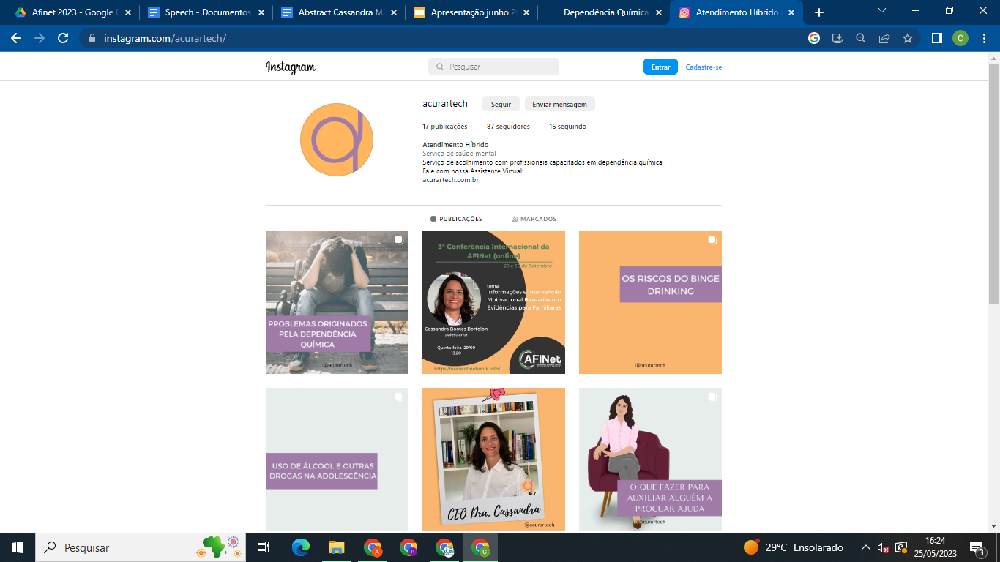 Afinet 2023 - Google D
Speech - Documentos
Abstract Cassandra M
Apresentação junho 2
Dependência Química
Atendimento Híbrido
instagram.com/acurartech/
G
C
Instagram
Pesquisar
Entrar
Cadastre-se
acurartech
Seguir
Enviar mensagem
17 publicações
87 seguidores
16 seguindo
Atendimento Híbrido
Serviço de saúde mental
Serviço de acolhimento com profissionais capacitados em dependência química
Fale com nossa Assistente Virtual:
acurartech.com.br
PUBLICAÇÕES
MARCADOS
PROBLEMAS ORIGINADOS
PELA DEPENDÊNCIA
QUÍMICA
@acurartech
3ª Conferência Internacional da
AFINet (online)
29 e 30 de Setembro
tema:
Informações e Intervenção
Motivacional Baseadas em
Evidências para Familiares
Cassandra Borges Bortolon
palestrante
Quinta-feira 29/09
13:20
AFINet
https://www.afinetwork.info/
OS RISCOS DO BINGE
DRINKING
@acurartech
USO DE ÁLCOOL E OUTRAS
DROGAS NA ADOLESCÊNCIA
CEO Dra. Cassandra
@acurartech
O QUE FAZER PARA
AUXILIAR ALGUÉM A
PROCUAR AJUDA
@acurartech
Pesquisar
A
P
C
29°C Ensolarado
16:24
25/05/2023
3